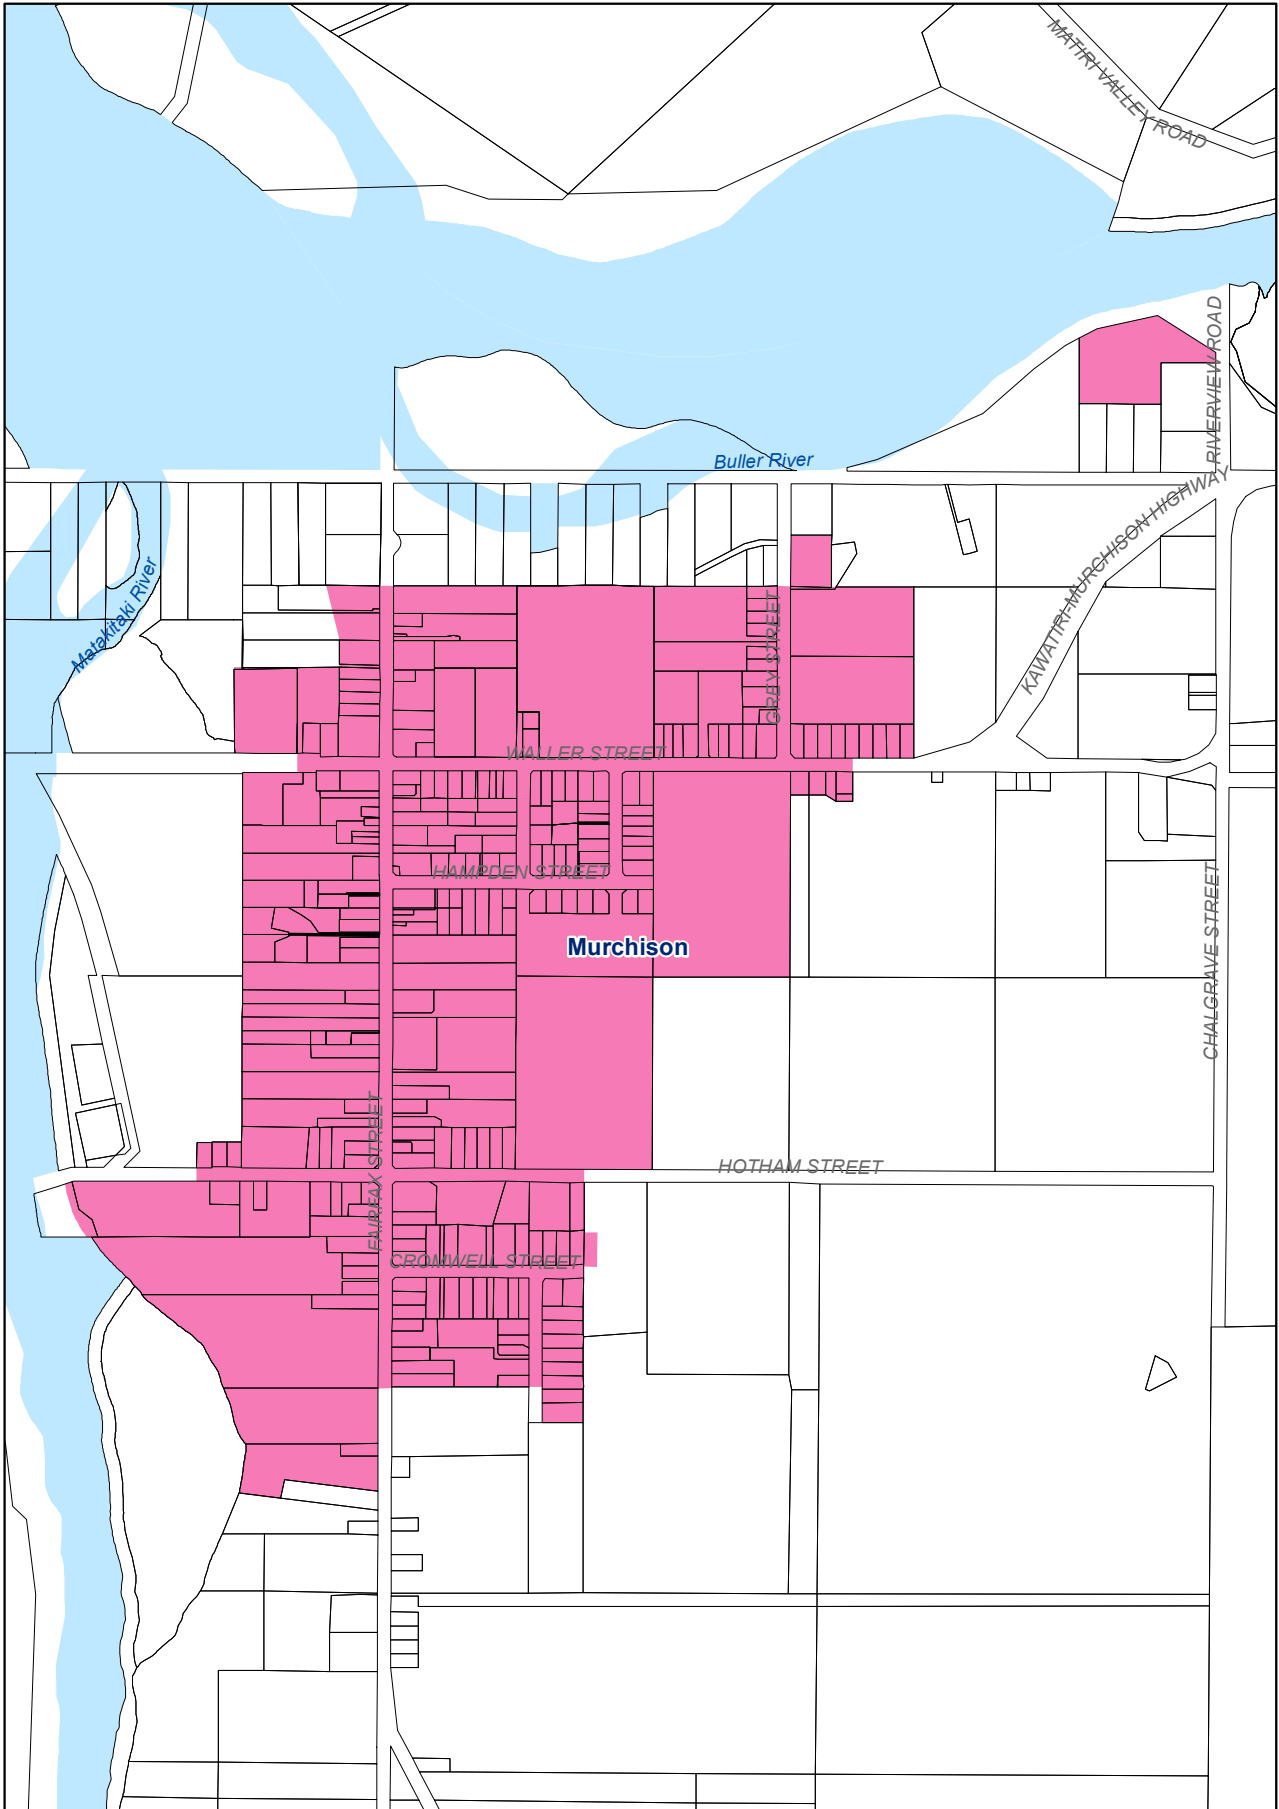 MATIRI VALLEY ROAD
RIVERVIEW ROAD
Buller River
KAWATIRI-MURCHISON HIGHWAY
Matakitaki River
GREY STREET
WALLER STREET
HAMPDEN STREET
Murchison
CHALGRAVE STREET
FAIRFAX STREET
HOTHAM STREET
CROMWELL STREET